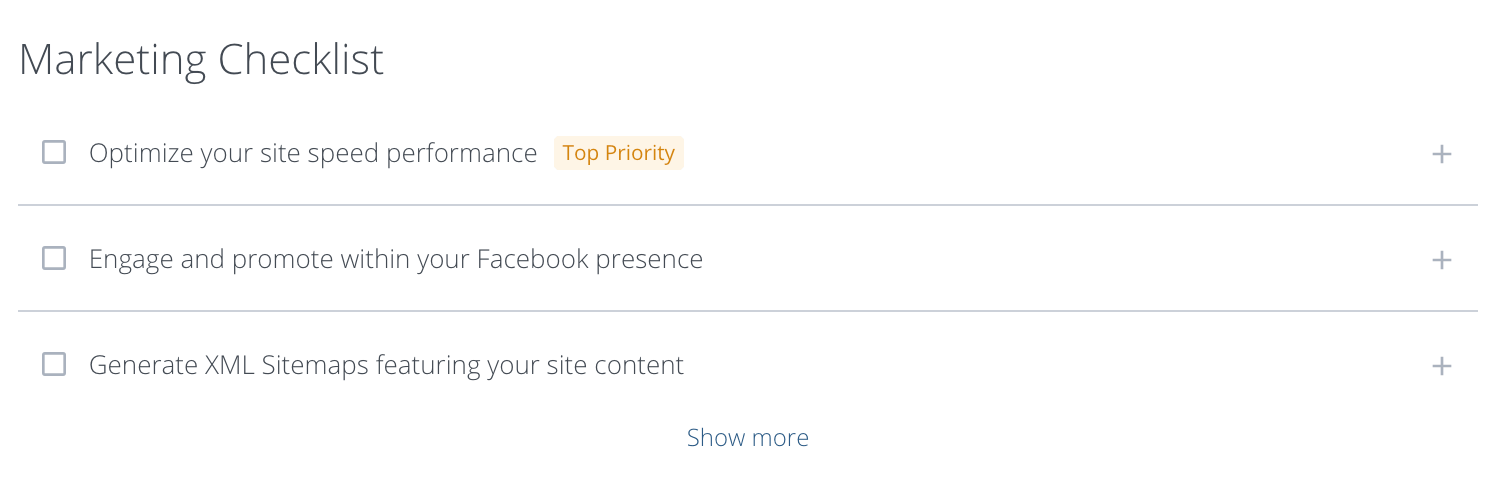 Marketing Checklist
Optimize your site speed performance Top Priority
Engage and promote within your Facebook presence
Generate XML Sitemaps featuring your site content
Show more